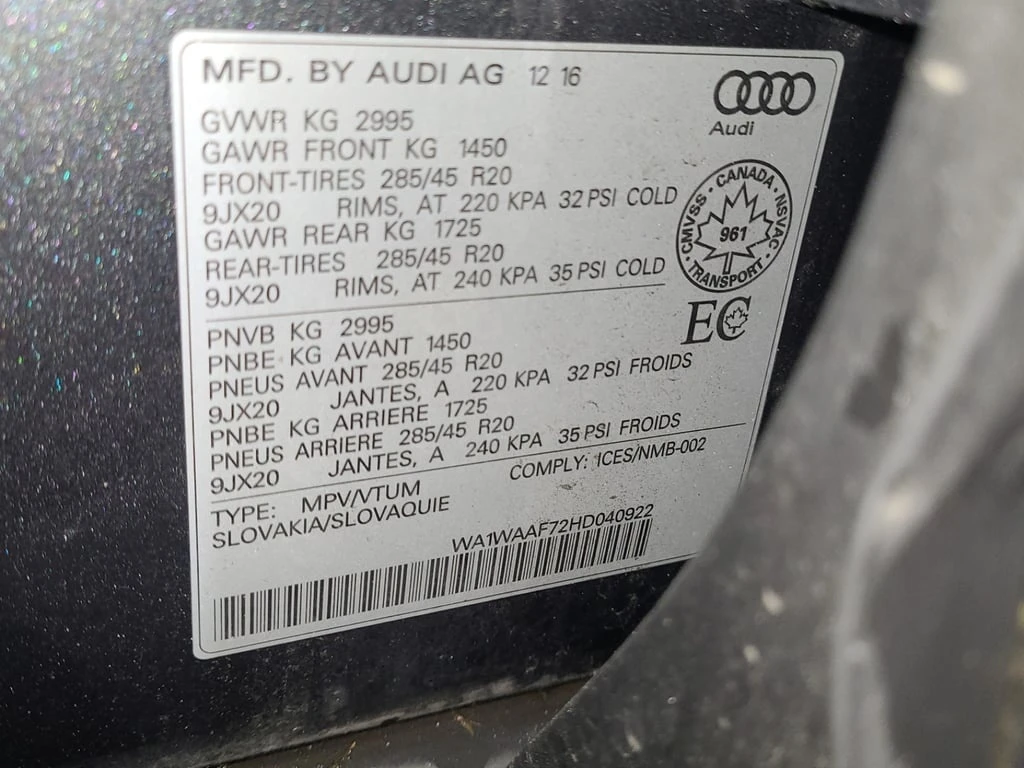 MFD. BY AUDI AG 12 16
Audi
GVWR KG 2995
GAWR FRONT KG 1450
FRONT-TIRES 285/45 R20
9JX20 RIMS, AT 220 KPA 32 PSI COLD
GAWR REAR KG 1725
REAR-TIRES 285/45 R20
9JX20 RIMS, AT 240 KPA 35 PSI COLD
CMVSS · CANADA · NSVAC · TRANSPORT ·
961
EC
PNVB KG 2995
PNBE KG AVANT 1450
PNEUS AVANT 285/45 R20
9JX20 JANTES, A 220 KPA 32 PSI FROIDS
PNBE KG ARRIERE 1725
PNEUS ARRIERE 285/45 R20
9JX20 JANTES, A 240 KPA 35 PSI FROIDS
TYPE: MPV/VTUM COMPLY: ICES/NMB-002
SLOVAKIA/SLOVAQUIE
WA1WAAF72HD040922